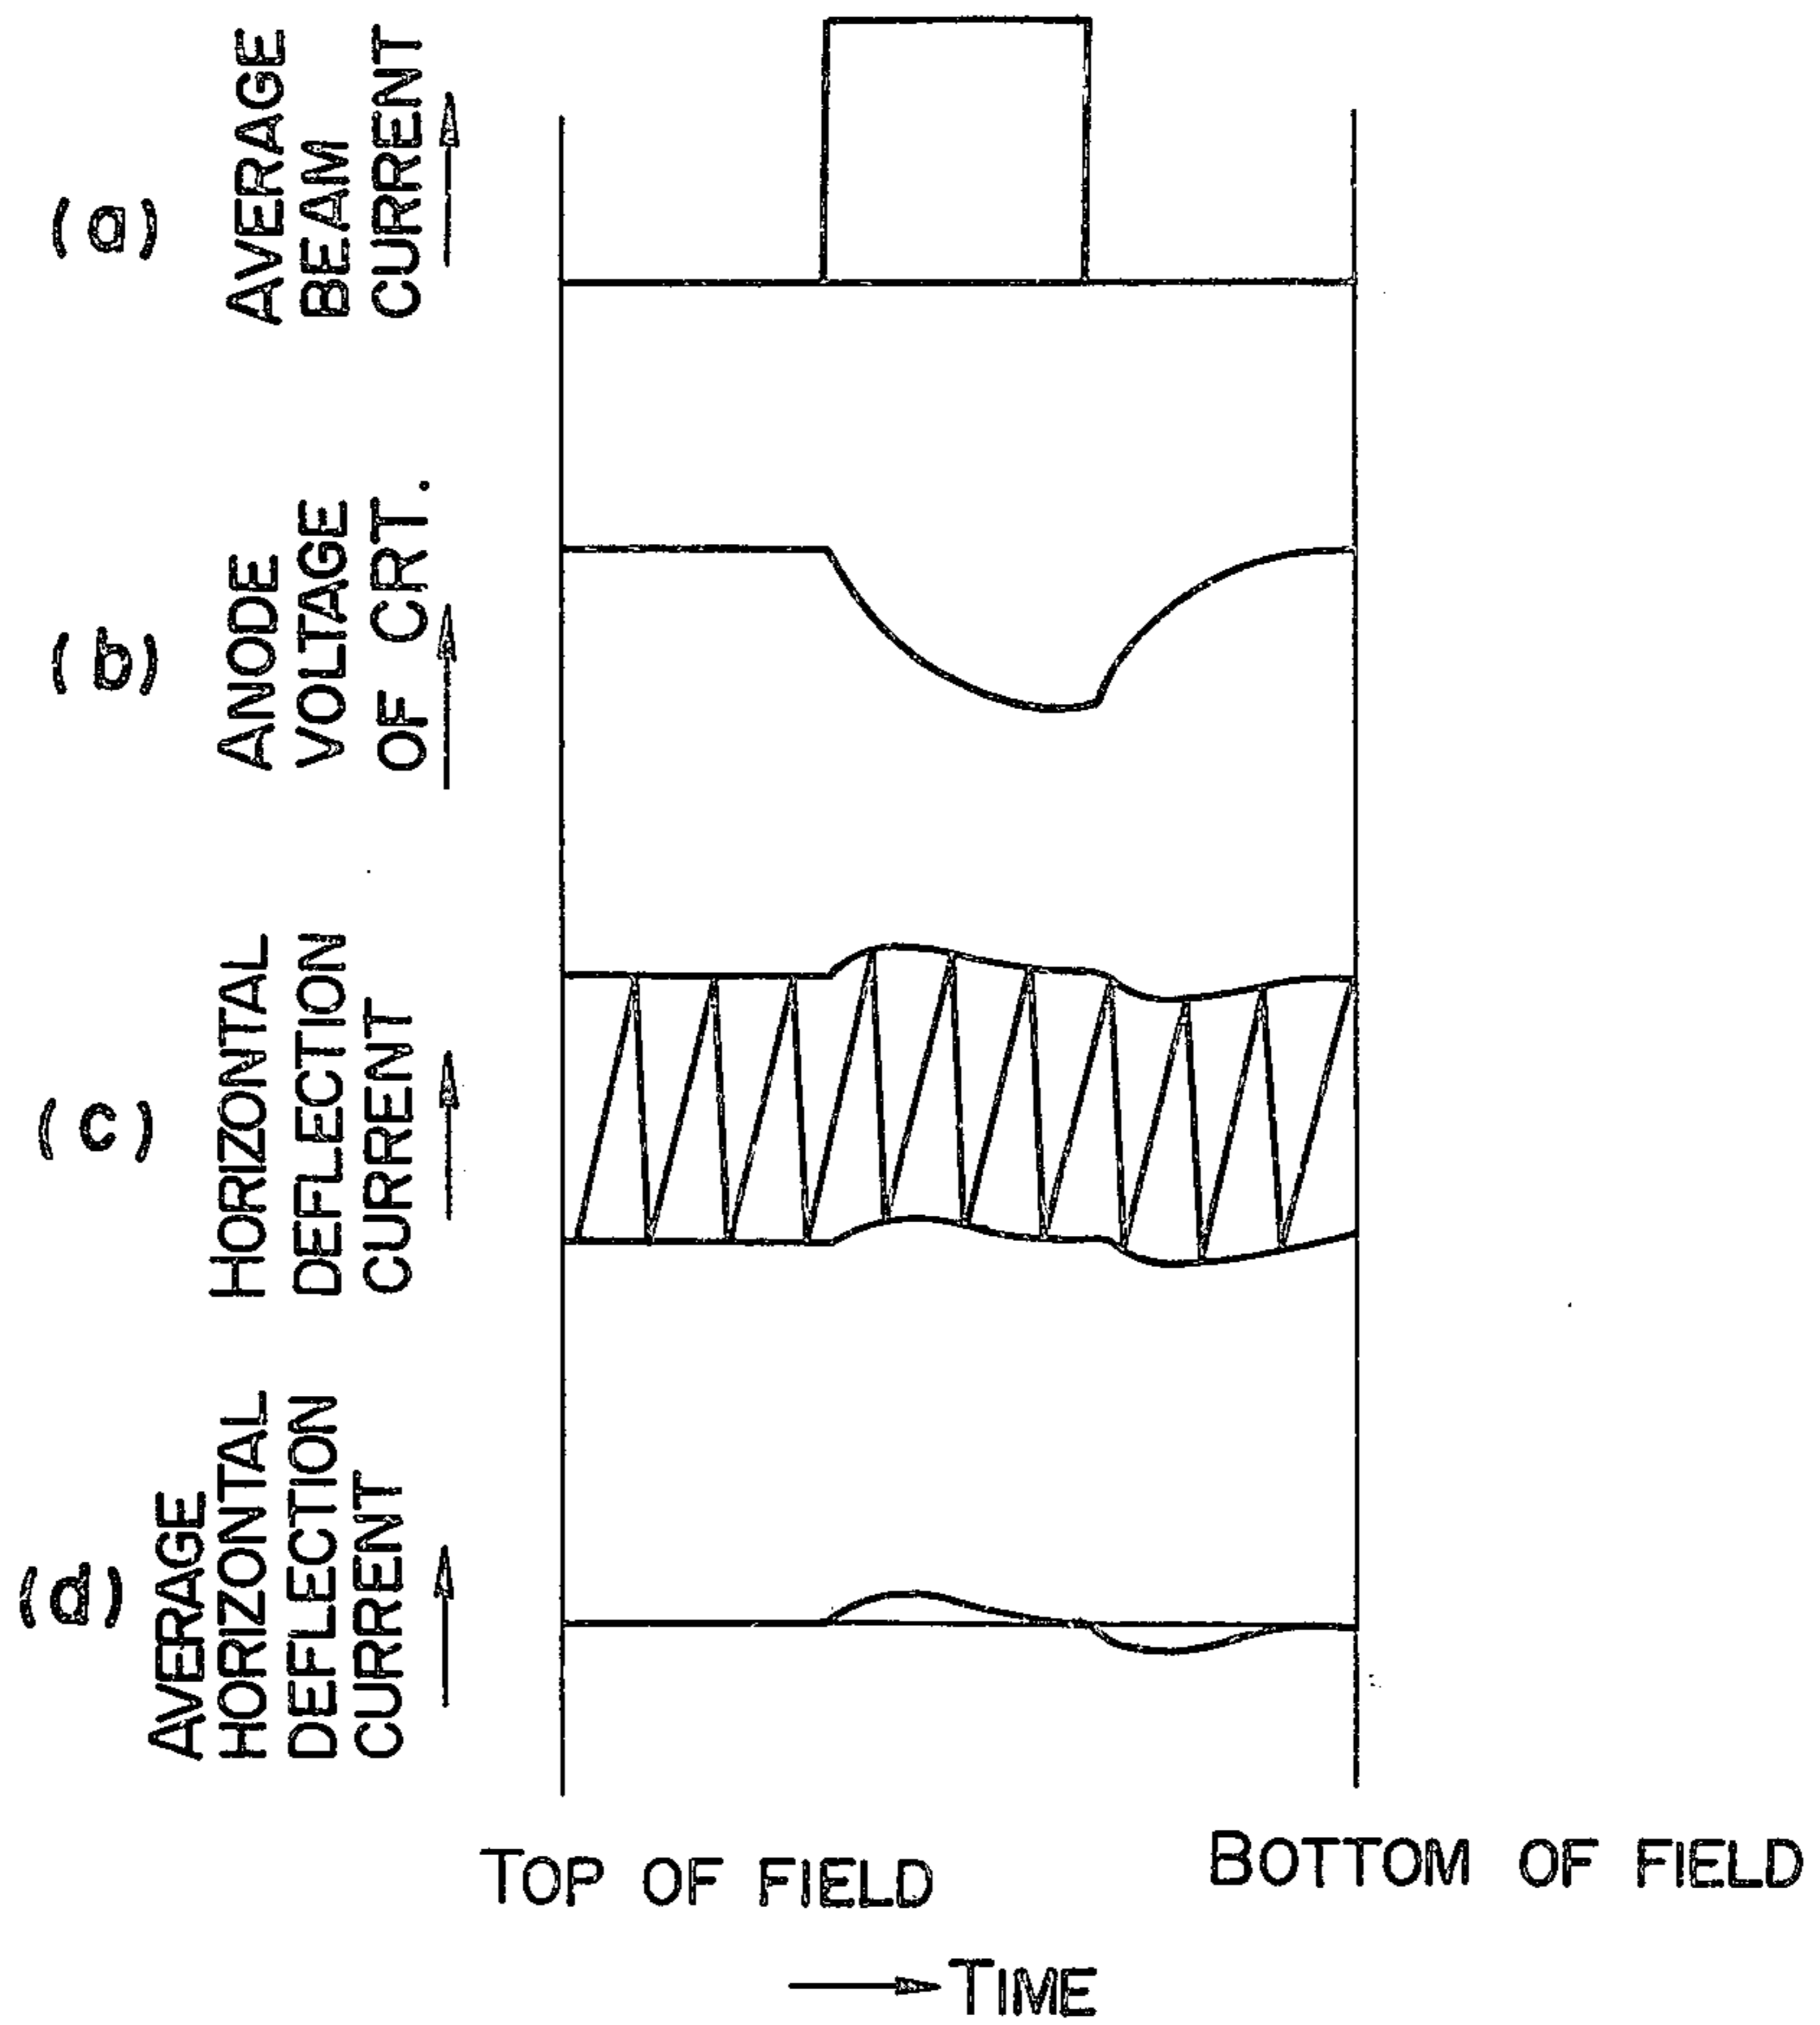 (a)
AVERAGE
BEAM
CURRENT
(b)
ANODE
VOLTAGE
OF CRT.
(c)
HORIZONTAL
DEFLECTION
CURRENT
(d)
AVERAGE
HORIZONTAL
DEFLECTION
CURRENT
TOP OF FIELD
BOTTOM OF FIELD
TIME